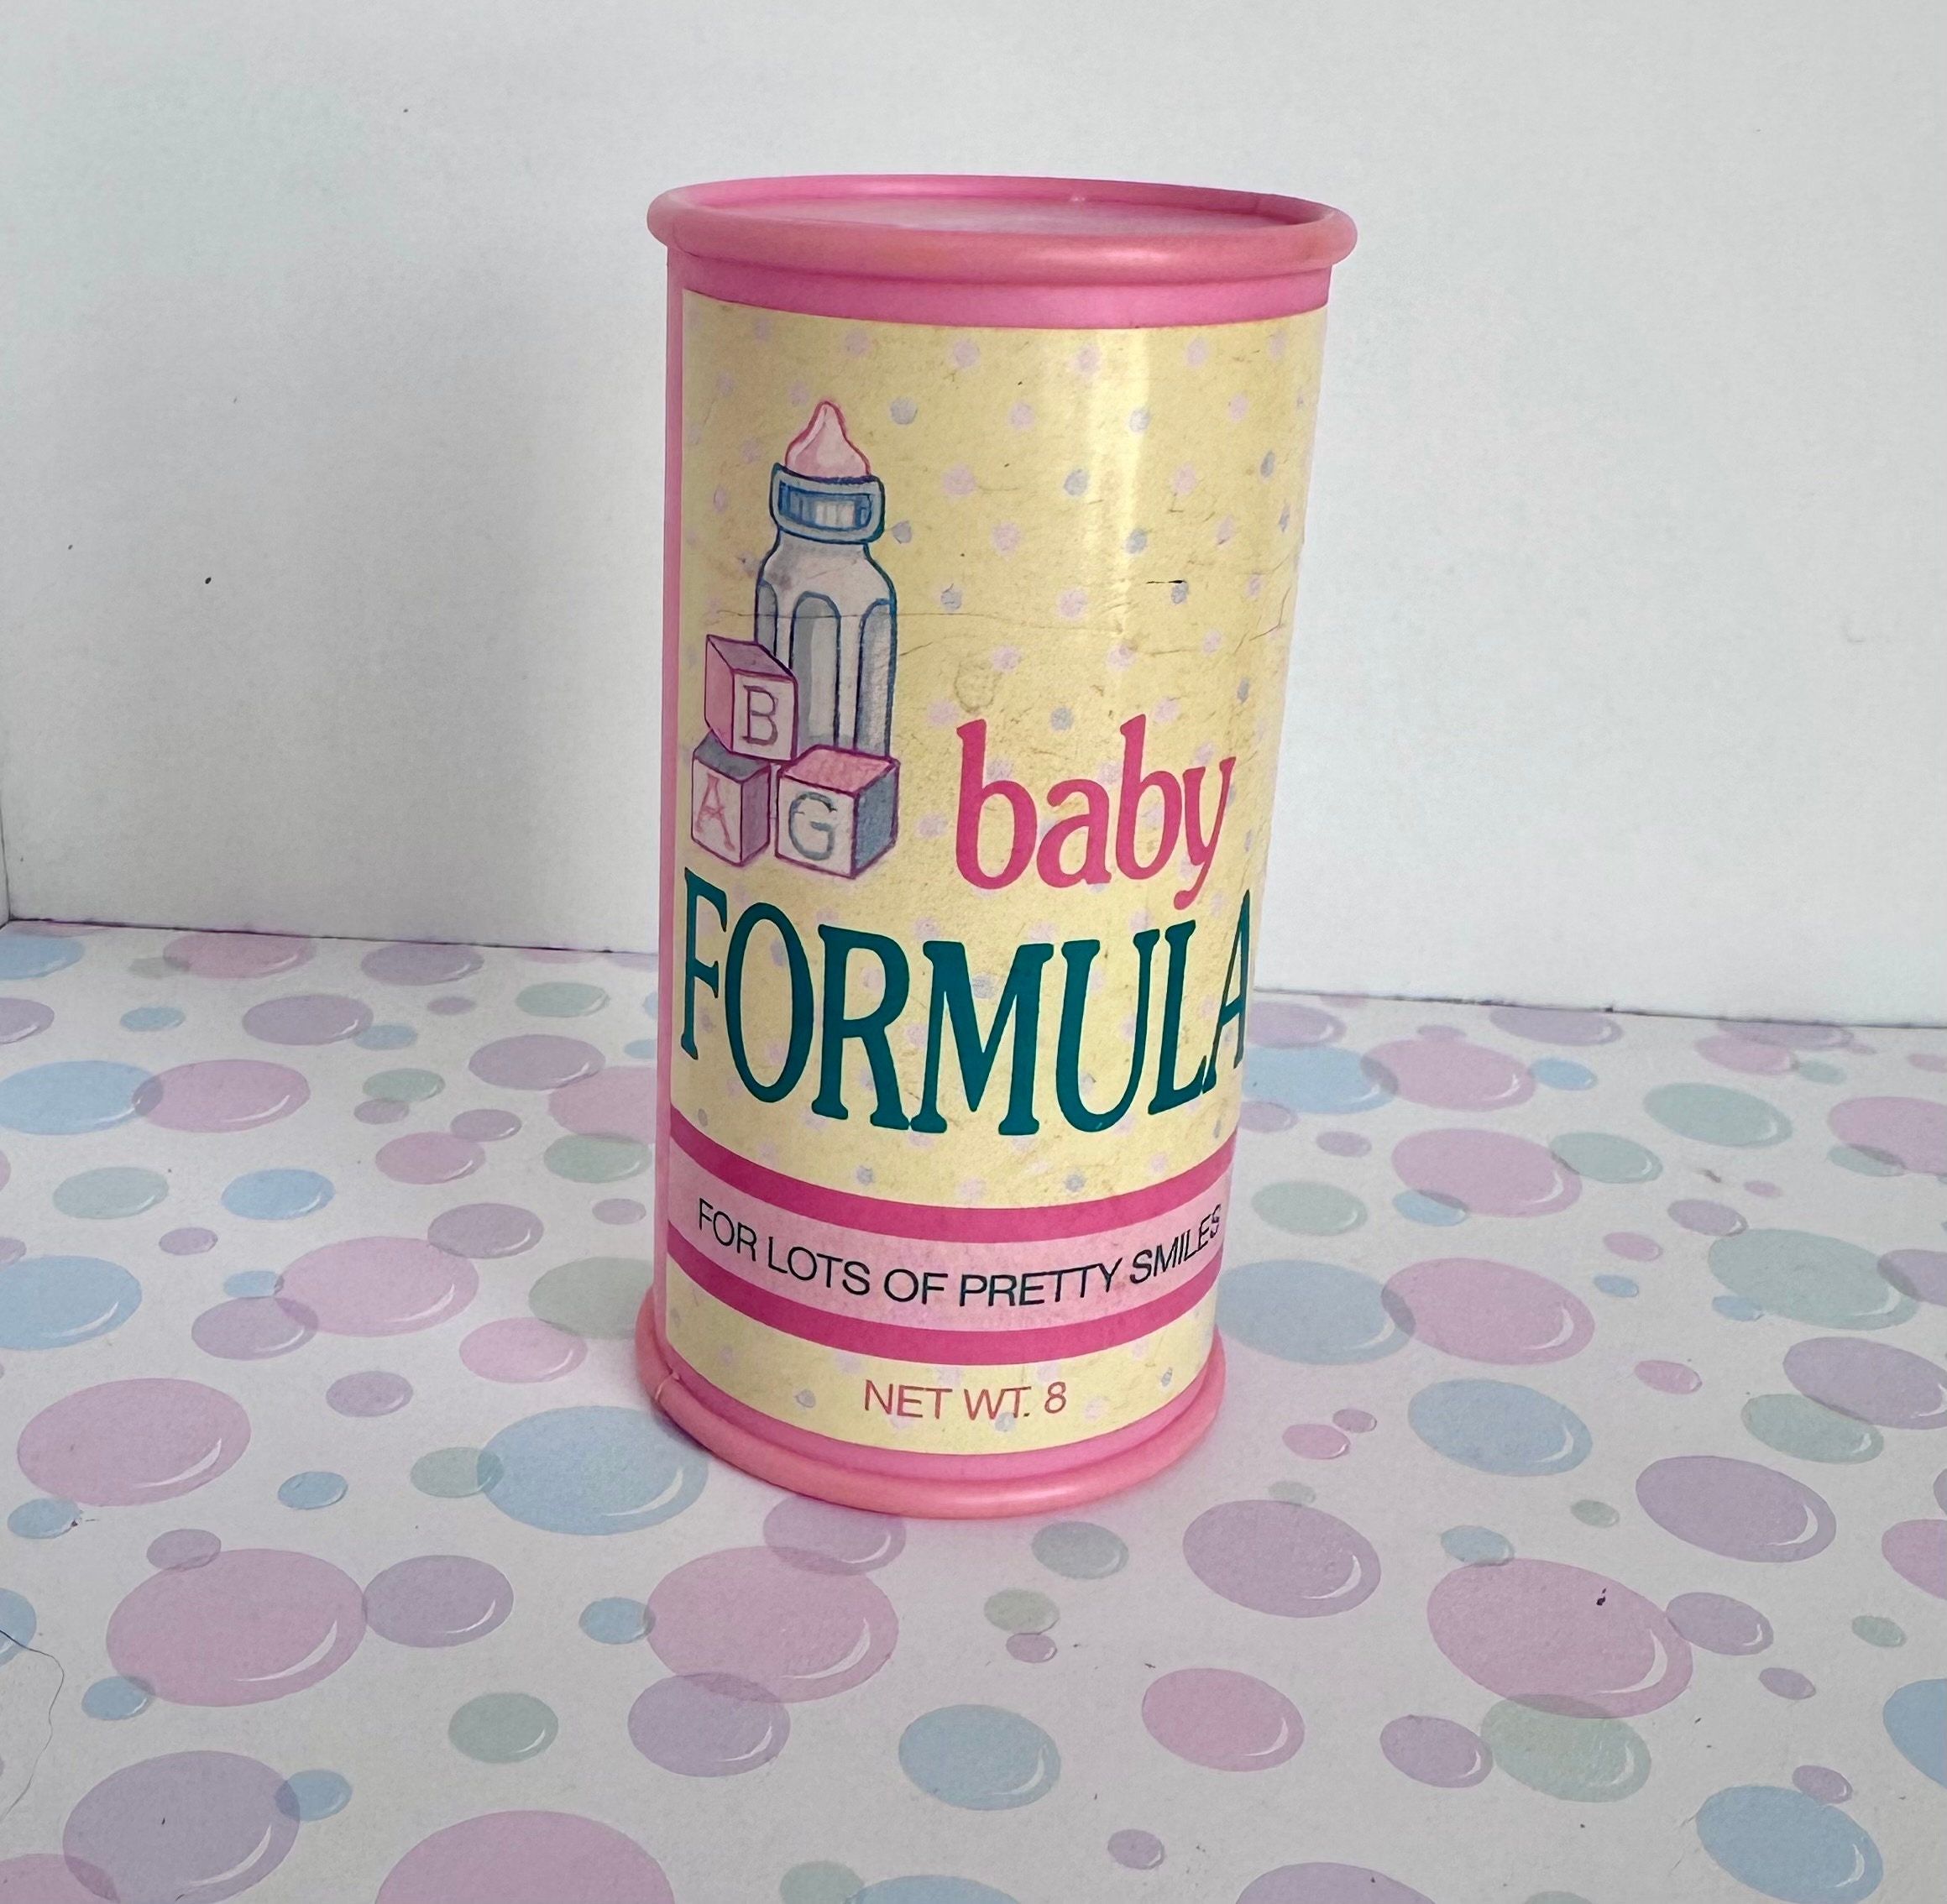 B
A G
baby
FORMULA
FOR LOTS OF PRETTY SMILES
NET WT. 8